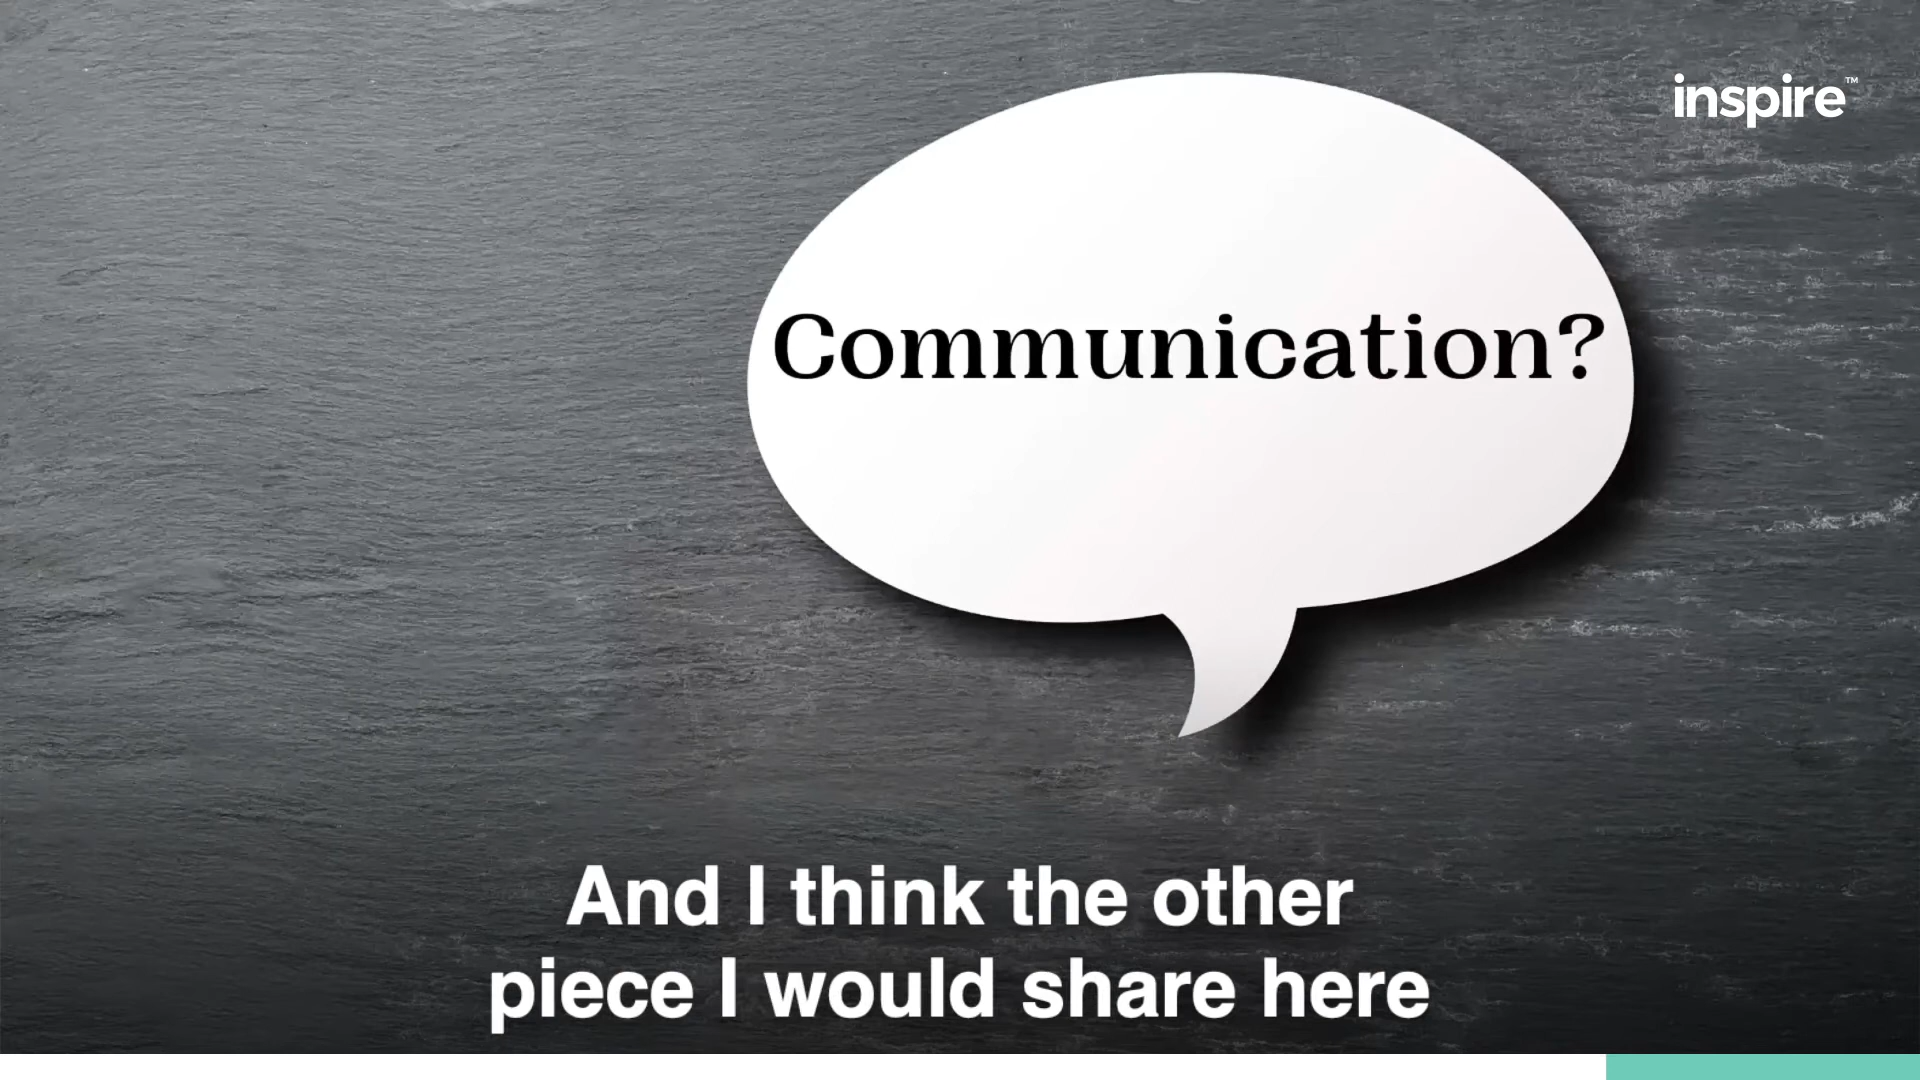 inspire™
Communication?
And I think the other
piece I would share here